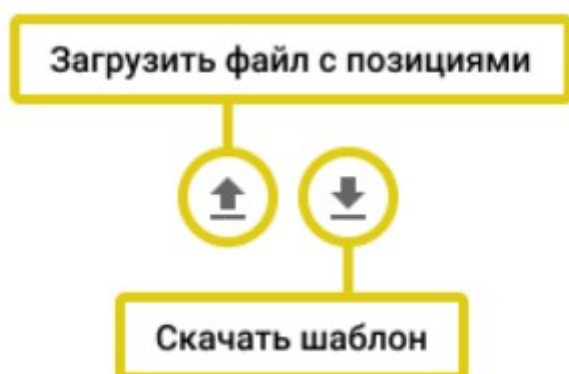 Загрузить файл с позициями
Скачать шаблон